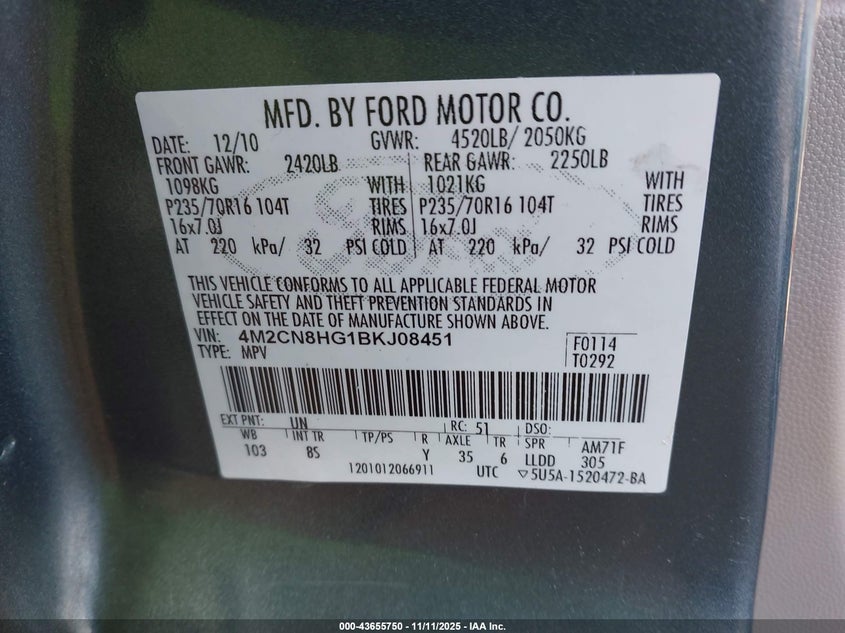 MFD. BY FORD MOTOR CO.
DATE: 12/10 GVWR: 4520LB/ 2050KG
FRONT GAWR: 2420LB REAR GAWR: 2250LB
1098KG WITH 1021KG WITH
P235/70R16 104T TIRES P235/70R16 104T TIRES
16x7.0J RIMS 16x7.0J RIMS
AT 220 kPa/ 32 PSI COLD AT 220 kPa/ 32 PSI COLD
THIS VEHICLE CONFORMS TO ALL APPLICABLE FEDERAL MOTOR
VEHICLE SAFETY AND THEFT PREVENTION STANDARDS IN
EFFECT ON THE DATE OF MANUFACTURE SHOWN ABOVE.
VIN: 4M2CN8HG1BKJ08451 F0114
TYPE: MPV T0292
EXT PNT: UN RC: 51 DSO:
WB INT TR TP/PS R AXLE TR SPR AM71F
103 8S Y 35 6 LLDD 305
1201012066911 UTC ▽5U5A-1520472-BA
000-43655750 - 11/11/2025 - IAA Inc.